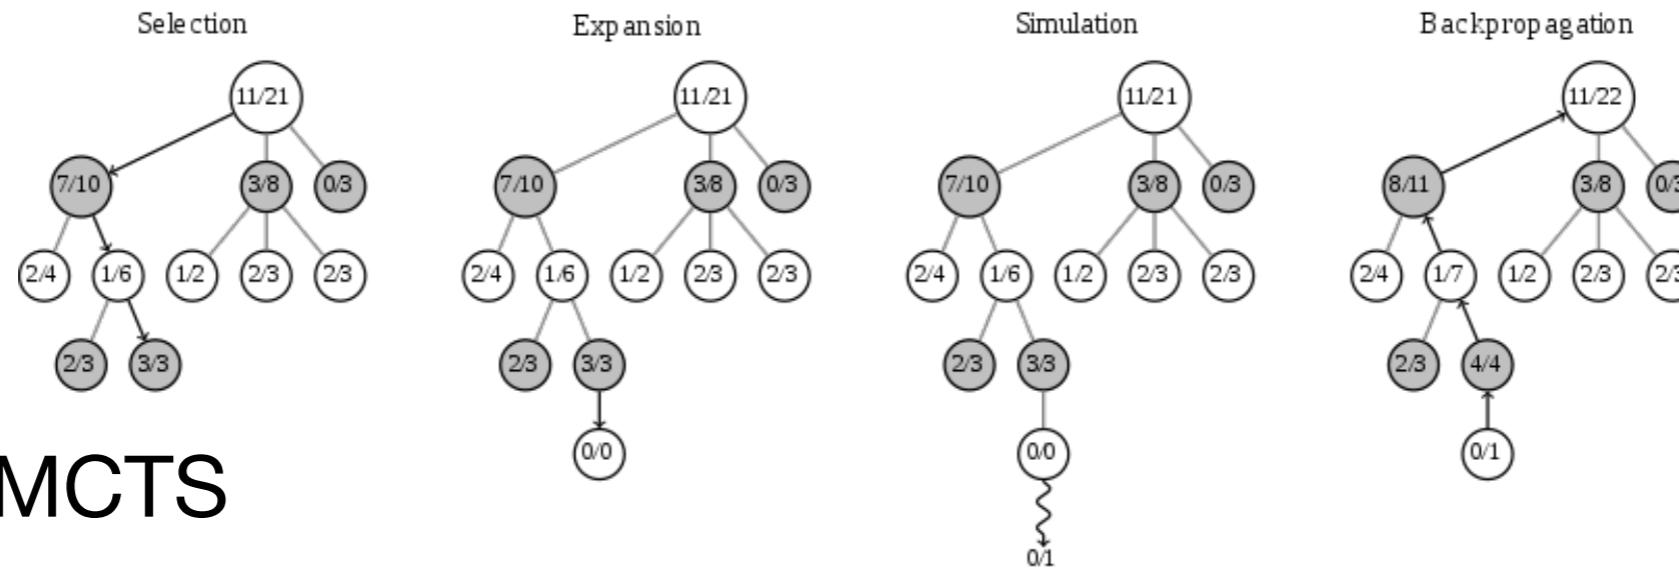 Selection Expansion Simulation Backpropagation
11/21 11/21 11/21 11/22
7/10 3/8 0/3 7/10 3/8 0/3 7/10 3/8 0/3 8/11 3/8 0/3
2/4 1/6 1/2 2/3 2/3 2/4 1/6 1/2 2/3 2/3 2/4 1/6 1/2 2/3 2/3 2/4 1/7 1/2 2/3 2/3
2/3 3/3 2/3 3/3 2/3 3/3 2/3 4/4
0/0 0/0 0/1
MCTS
0/1